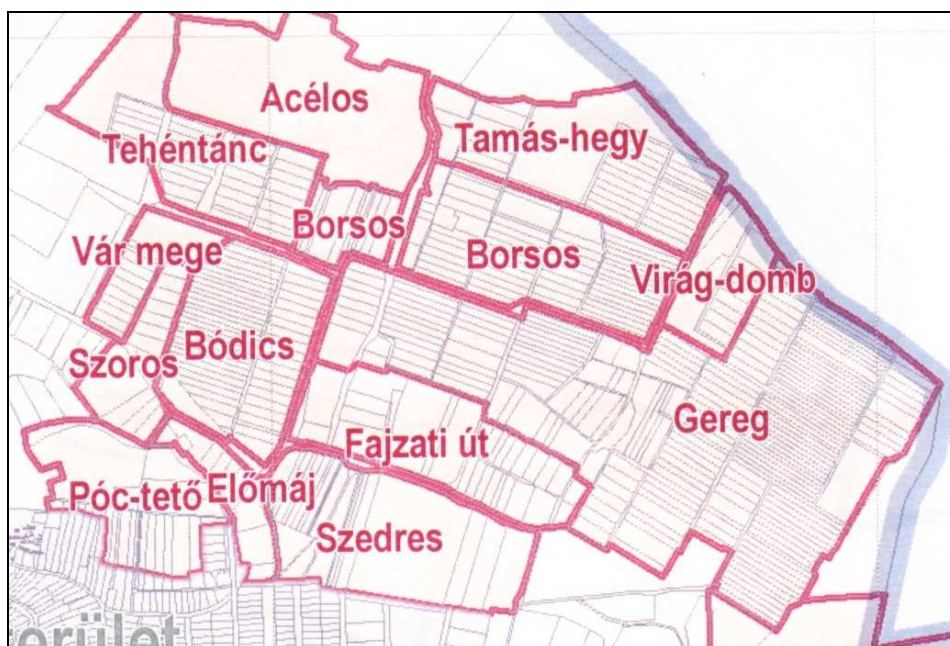 Acélos
Tamás-hegy
Tehéntánc
Borsos
Borsos
Vár mege
Virág-domb
Bódics
Szoros
Gereg
Fajzati út
Póc-tető
Előmáj
Szedres
terület